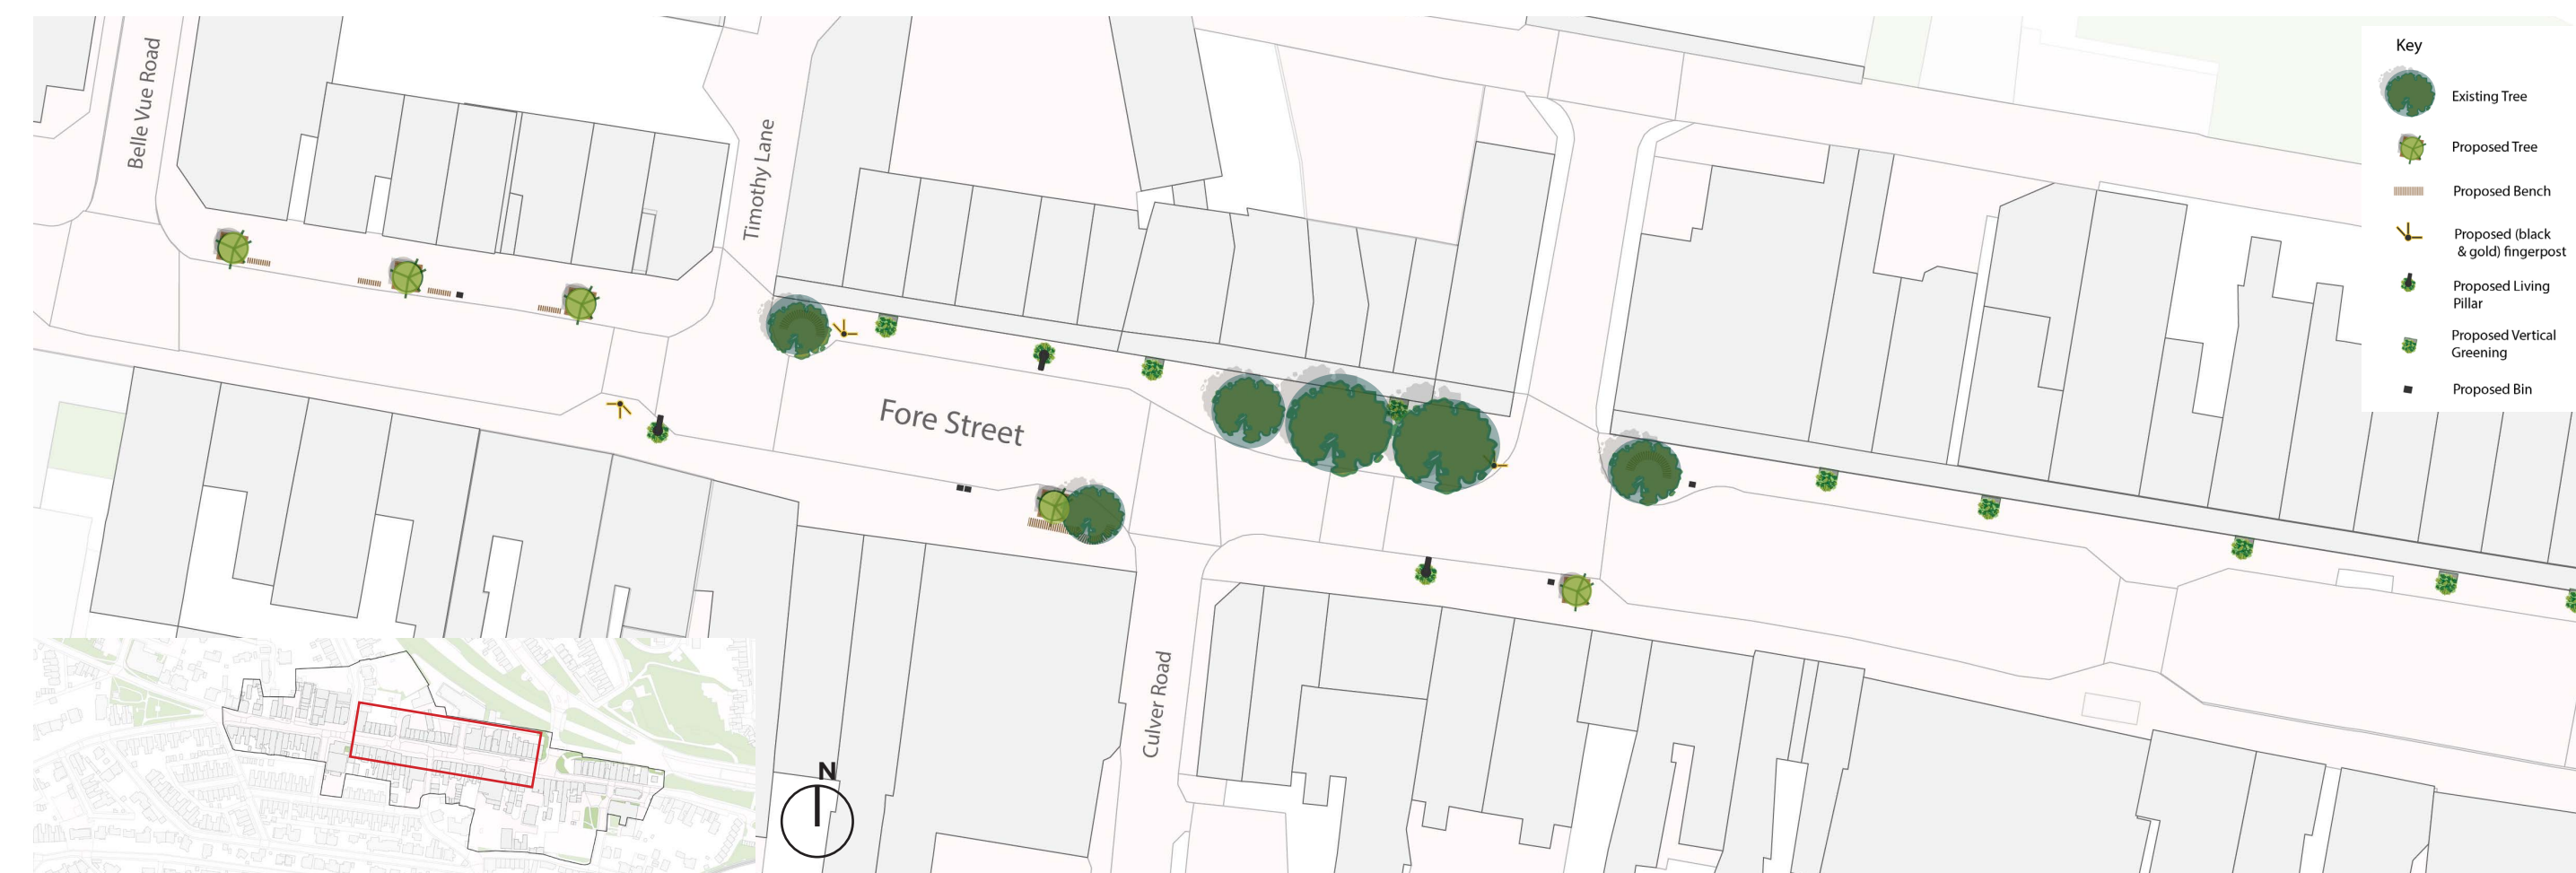 Belle Vue Road
Timothy Lane
Fore Street
Culver Road
N
Key
Existing Tree
Proposed Tree
Proposed Bench
Proposed (black
& gold) fingerpost
Proposed Living
Pillar
Proposed Vertical
Greening
Proposed Bin